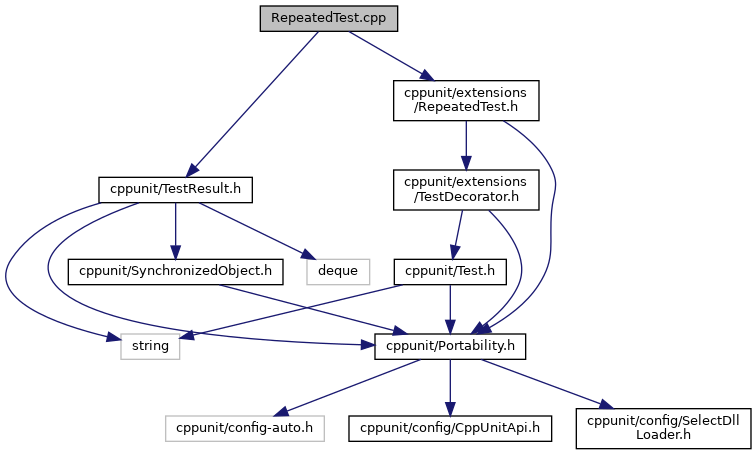 RepeatedTest.cpp
cppunit/extensions
/RepeatedTest.h
cppunit/TestResult.h
cppunit/extensions
/TestDecorator.h
cppunit/SynchronizedObject.h
deque
cppunit/Test.h
string
cppunit/Portability.h
cppunit/config-auto.h
cppunit/config/CppUnitApi.h
cppunit/config/SelectDll
Loader.h